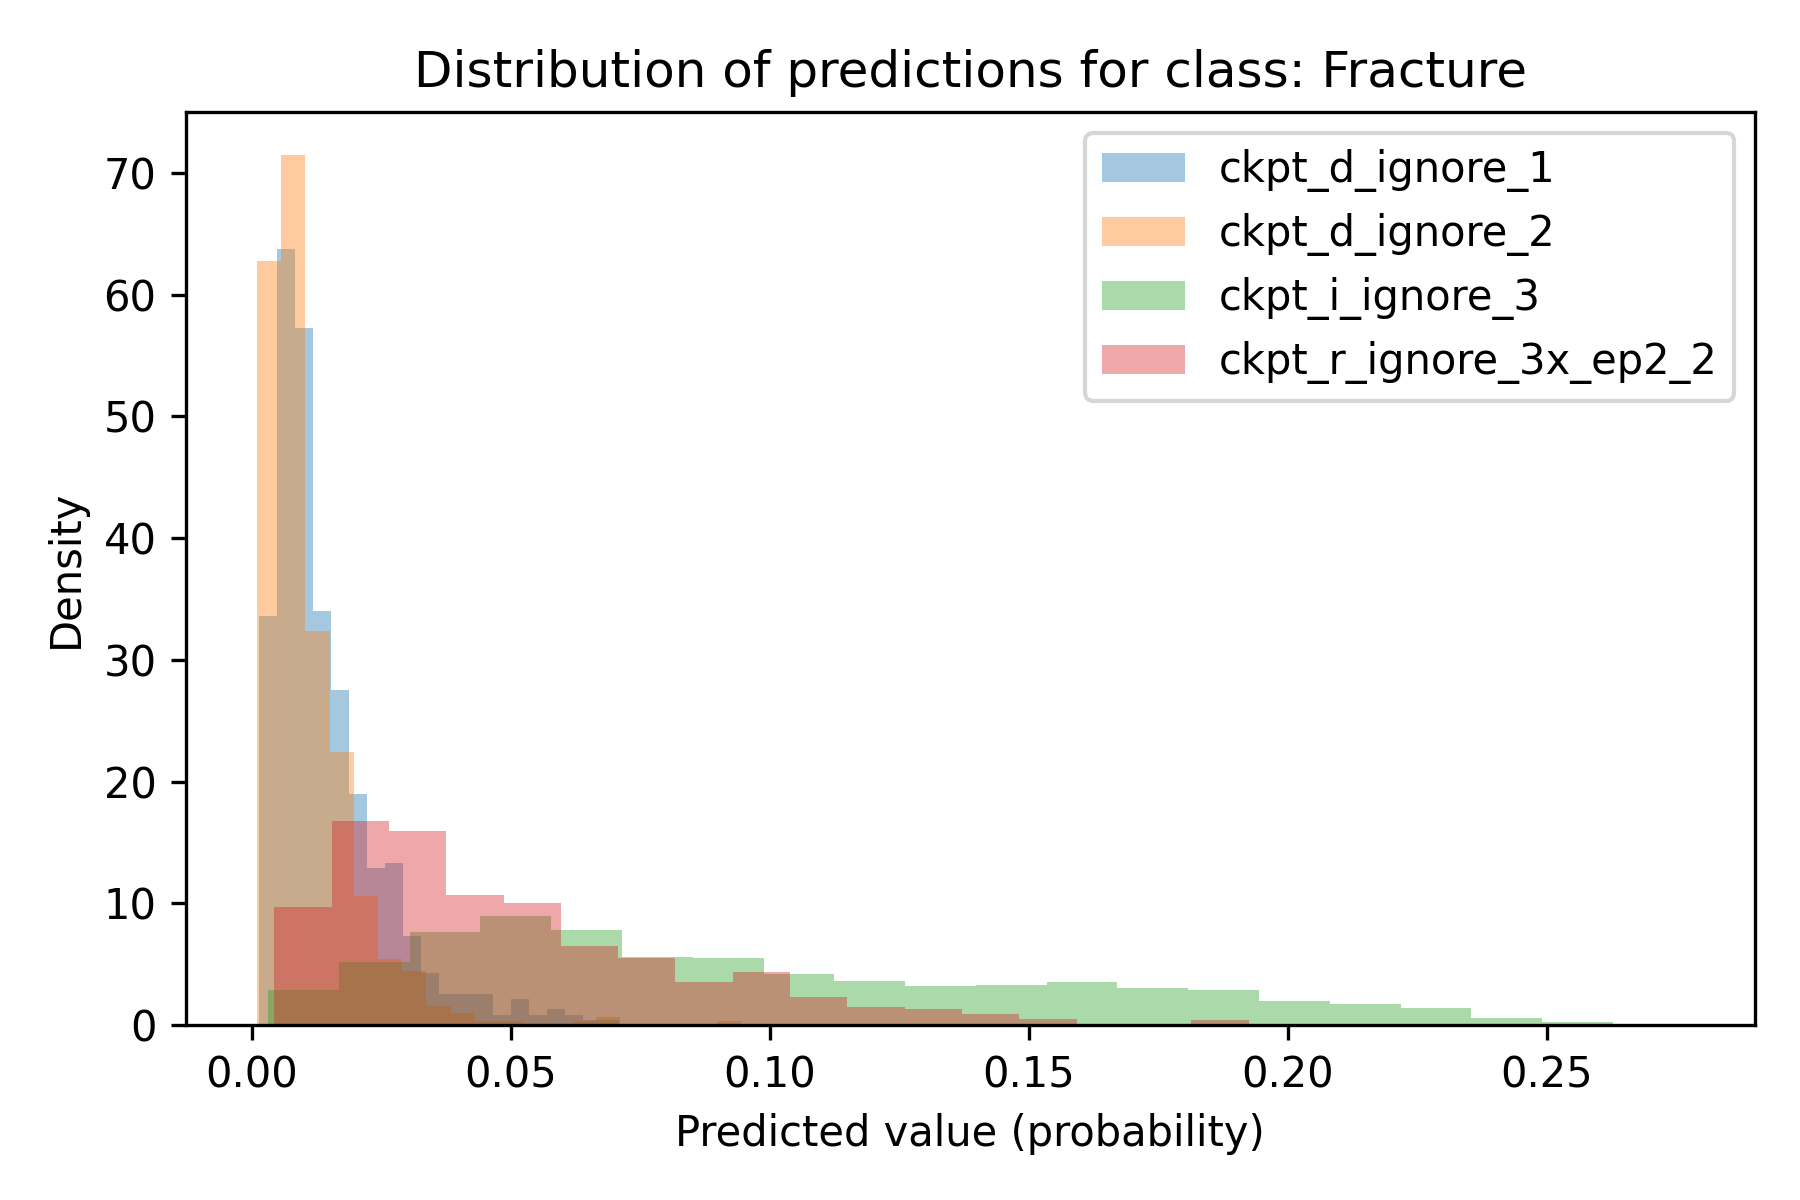 Distribution of predictions for class: Fracture
ckpt_d_ignore_1
ckpt_d_ignore_2
ckpt_i_ignore_3
ckpt_r_ignore_3x_ep2_2
Density
70
60
50
40
30
20
10
0
0.00 0.05 0.10 0.15 0.20 0.25
Predicted value (probability)